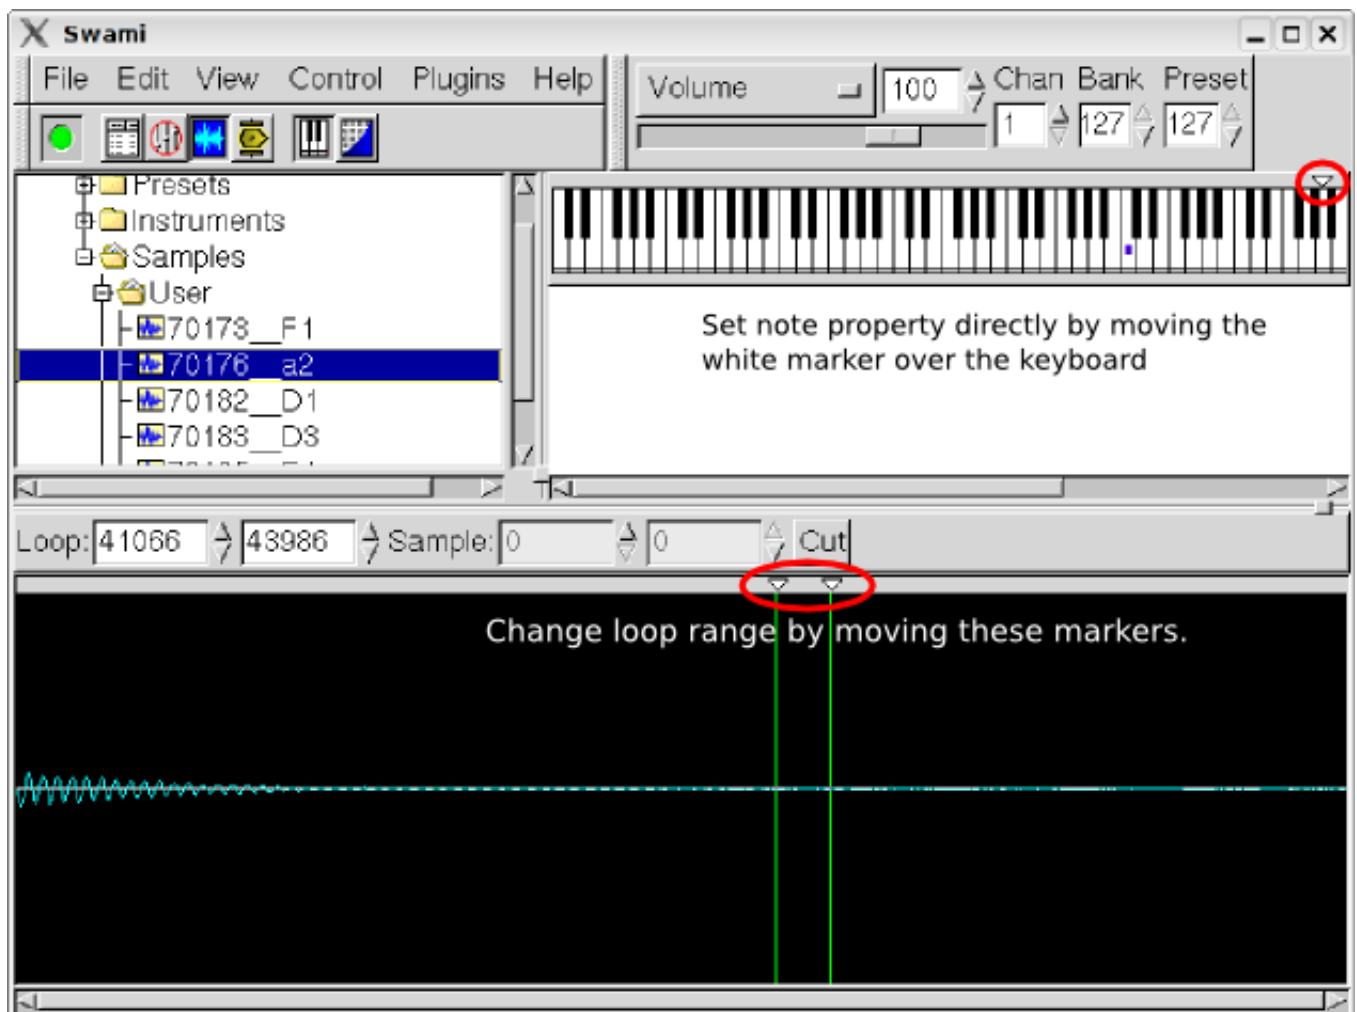 Swami
File Edit View Control Plugins Help
Volume 100 Chan Bank Preset
1 127 127
Presets
Instruments
Samples
User
70173__F1
70176__a2
70182__D1
70183__D3
Set note property directly by moving the
white marker over the keyboard
Loop: 41066 43986 Sample: 0 0 Cut
Change loop range by moving these markers.